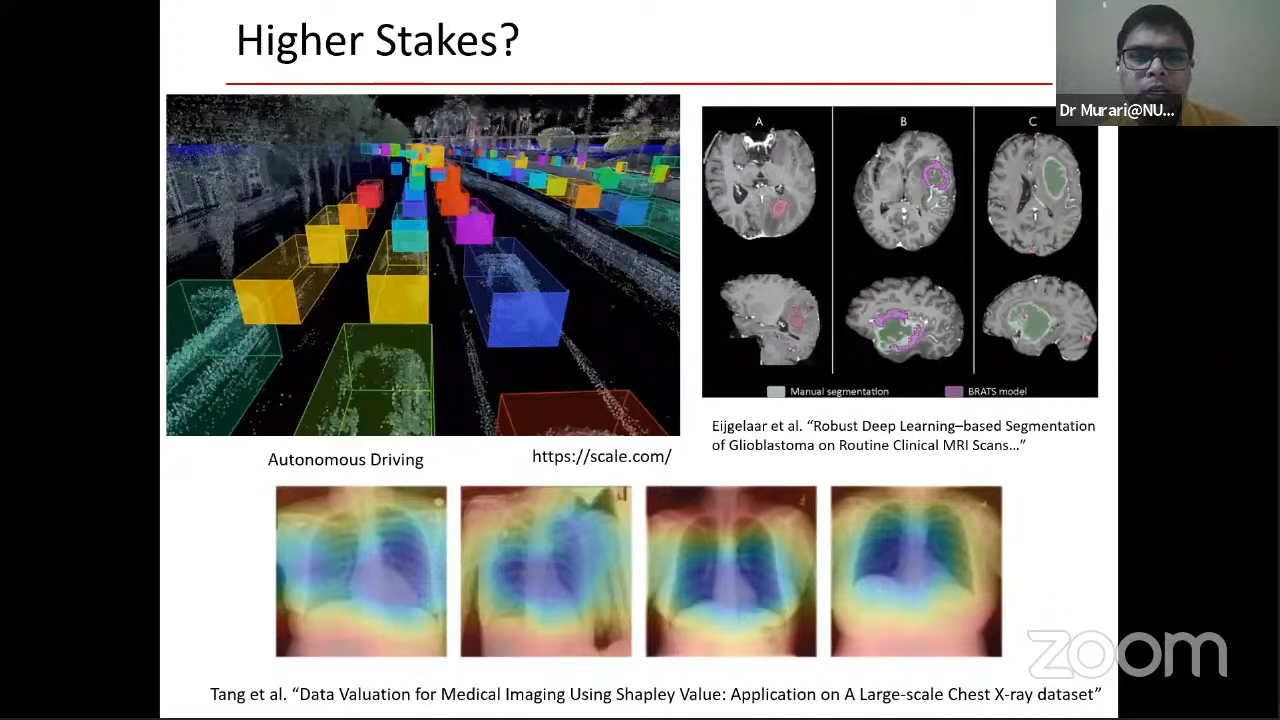 Higher Stakes?
Dr Murari@NU...
A
B
C
Manual segmentation
BRATS model
Eijgelaar et al. “Robust Deep Learning–based Segmentation
of Glioblastoma on Routine Clinical MRI Scans…”
Autonomous Driving
https://scale.com/
zoom
Tang et al. “Data Valuation for Medical Imaging Using Shapley Value: Application on A Large-scale Chest X-ray dataset”